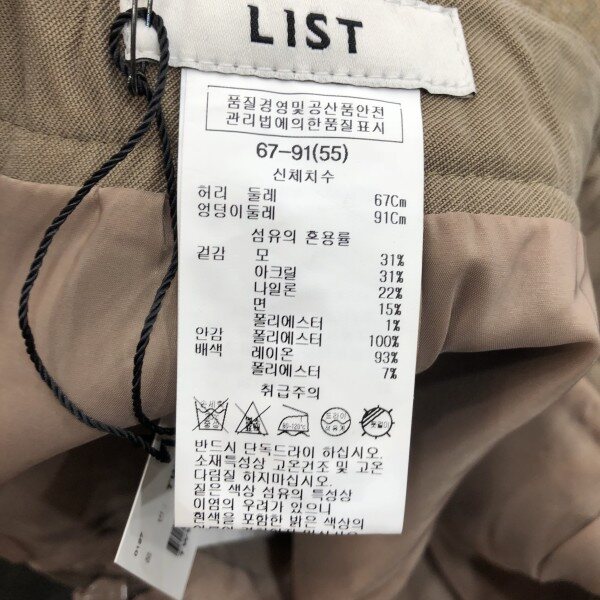 LIST
품질경영및공산품안전
관리법에의한품질표시
67-91(55)
신체치수
허리 둘레 67Cm
엉덩이둘레 91Cm
섬유의 혼용률
겉감 모 31%
아크릴 31%
나일론 22%
면 15%
폴리에스터 1%
안감 폴리에스터 100%
배색 레이온 93%
폴리에스터 7%
취급주의
80-120℃
드라이
반드시 단독드라이 하십시오.
소재특성상 고온건조 및 고온
다림질 하지마십시오.
짙은 색상 섬유의 특성상
이염의 우려가 있으니
흰색을 포함한 밝은 색상의